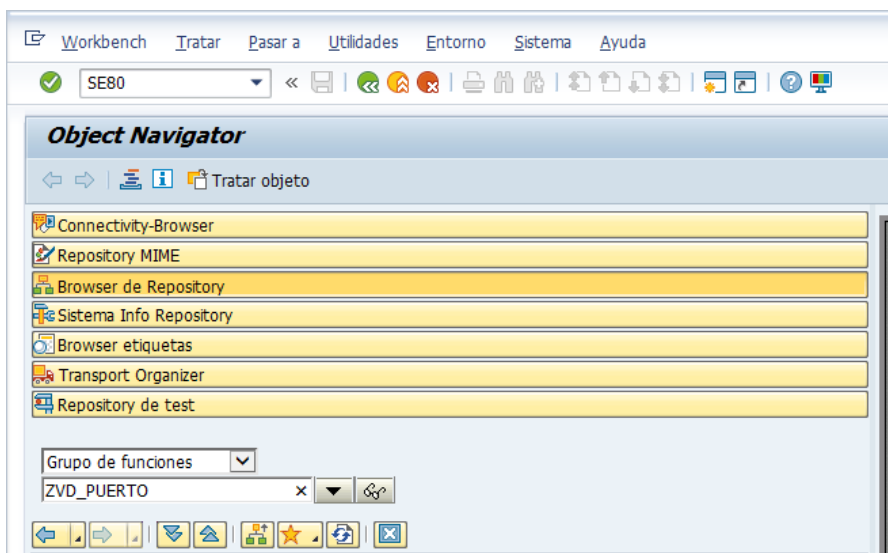 Workbench Tratar Pasar a Utilidades Entorno Sistema Ayuda
SE80
Object Navigator
Tratar objeto
Connectivity-Browser
Repository MIME
Browser de Repository
Sistema Info Repository
Browser etiquetas
Transport Organizer
Repository de test
Grupo de funciones
ZVD_PUERTO